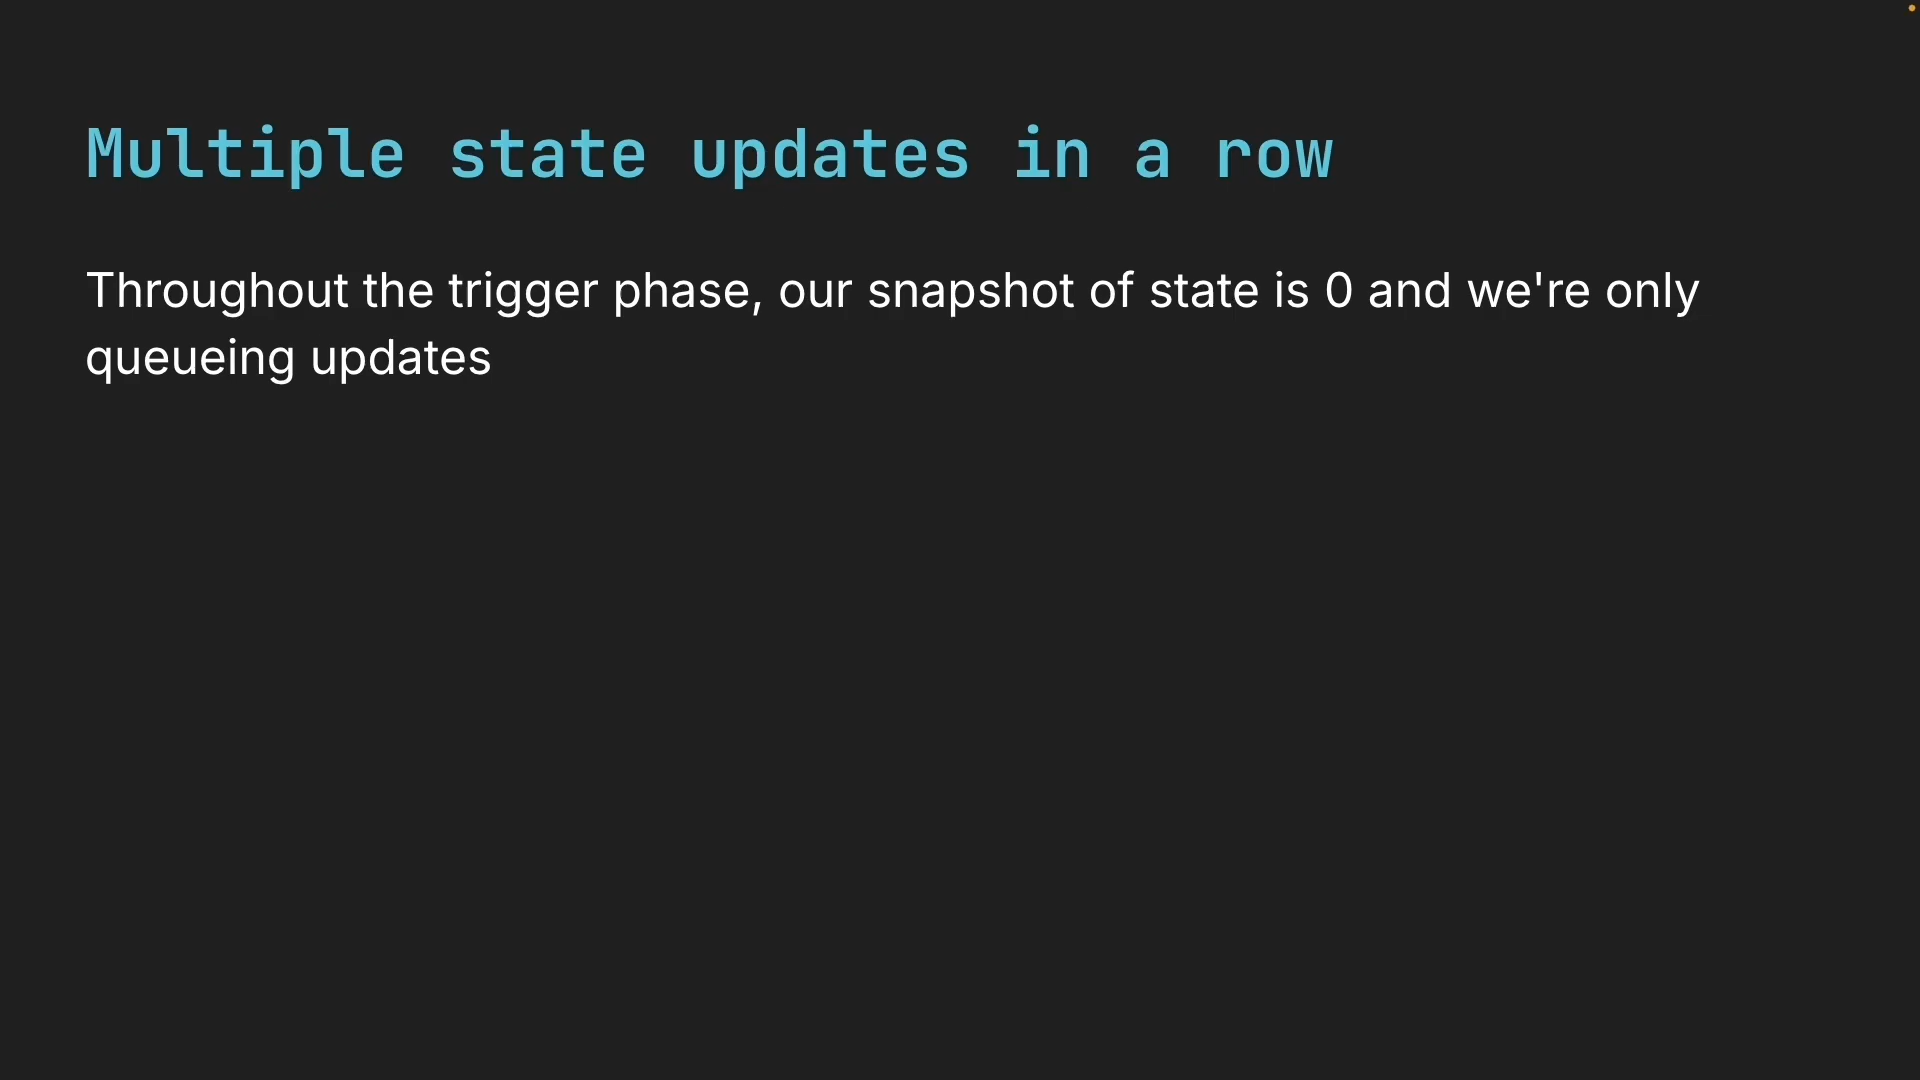 Multiple state updates in a row
Throughout the trigger phase, our snapshot of state is 0 and we're only
queueing updates